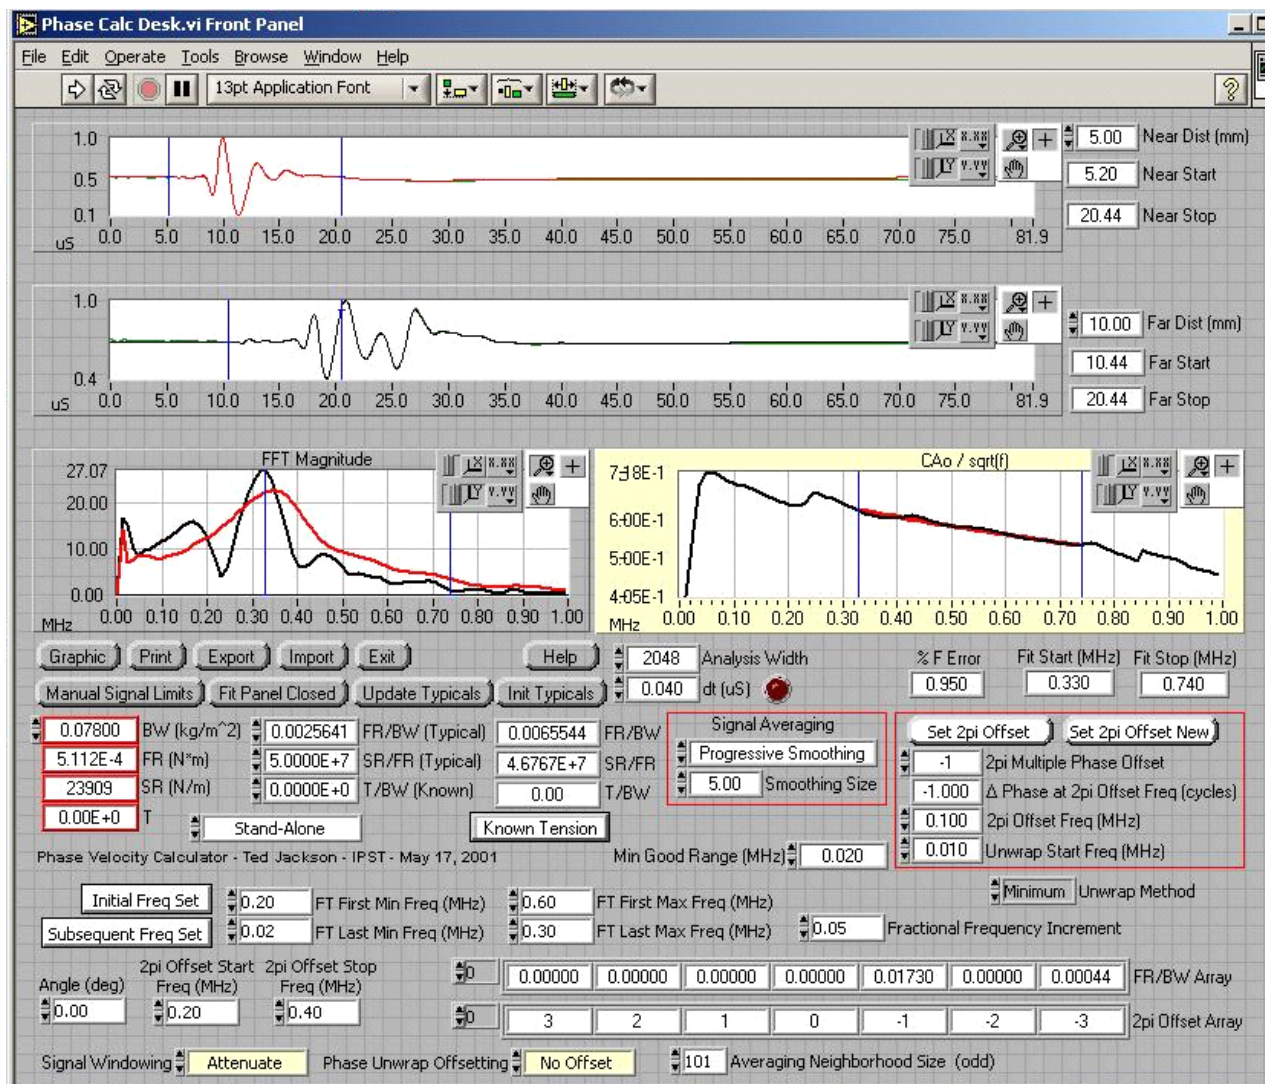 Phase Calc Desk.vi Front Panel
File Edit Operate Tools Browse Window Help
13pt Application Font
1.0
0.5
0.1
uS 0.0 5.0 10.0 15.0 20.0 25.0 30.0 35.0 40.0 45.0 50.0 55.0 60.0 65.0 70.0 75.0 81.9
5.00 Near Dist (mm)
5.20 Near Start
20.44 Near Stop
1.0
0.4
uS 0.0 5.0 10.0 15.0 20.0 25.0 30.0 35.0 40.0 45.0 50.0 55.0 60.0 65.0 70.0 75.0 81.9
10.00 Far Dist (mm)
10.44 Far Start
20.44 Far Stop
FFT Magnitude
27.07
20.00
10.00
0.00
MHz 0.00 0.10 0.20 0.30 0.40 0.50 0.60 0.70 0.80 0.90 1.00
CAo / sqrt(f)
7.18E-1
6.00E-1
5.00E-1
4.05E-1
MHz 0.00 0.10 0.20 0.30 0.40 0.50 0.60 0.70 0.80 0.90 1.00
Graphic Print Export Import Exit Help 2048 Analysis Width
Manual Signal Limits Fit Panel Closed Update Typicals Init Typicals 0.040 dt (uS)
% F Error Fit Start (MHz) Fit Stop (MHz)
0.950 0.330 0.740
0.07800 BW (kg/m^2) 0.0025641 FR/BW (Typical) 0.0065544 FR/BW
5.112E-4 FR (N*m) 5.0000E+7 SR/FR (Typical) 4.6767E+7 SR/FR
23909 SR (N/m) 0.0000E+0 T/BW (Known) 0.00 T/BW
0.00E+0 T
Stand-Alone Known Tension
Signal Averaging
Progressive Smoothing
5.00 Smoothing Size
Set 2pi Offset Set 2pi Offset New
-1 2pi Multiple Phase Offset
-1.000 Δ Phase at 2pi Offset Freq (cycles)
0.100 2pi Offset Freq (MHz)
0.010 Unwrap Start Freq (MHz)
Phase Velocity Calculator - Ted Jackson - IPST - May 17, 2001
Min Good Range (MHz) 0.020
Minimum Unwrap Method
Initial Freq Set 0.20 FT First Min Freq (MHz) 0.60 FT First Max Freq (MHz)
Subsequent Freq Set 0.02 FT Last Min Freq (MHz) 0.30 FT Last Max Freq (MHz) 0.05 Fractional Frequency Increment
Angle (deg) 2pi Offset Start Freq (MHz) 2pi Offset Stop Freq (MHz)
0.00 0.20 0.40
0 0.00000 0.00000 0.00000 0.00000 0.01730 0.00000 0.00044 FR/BW Array
0 3 2 1 0 -1 -2 -3 2pi Offset Array
Signal Windowing Attenuate Phase Unwrap Offsetting No Offset 101 Averaging Neighborhood Size (odd)